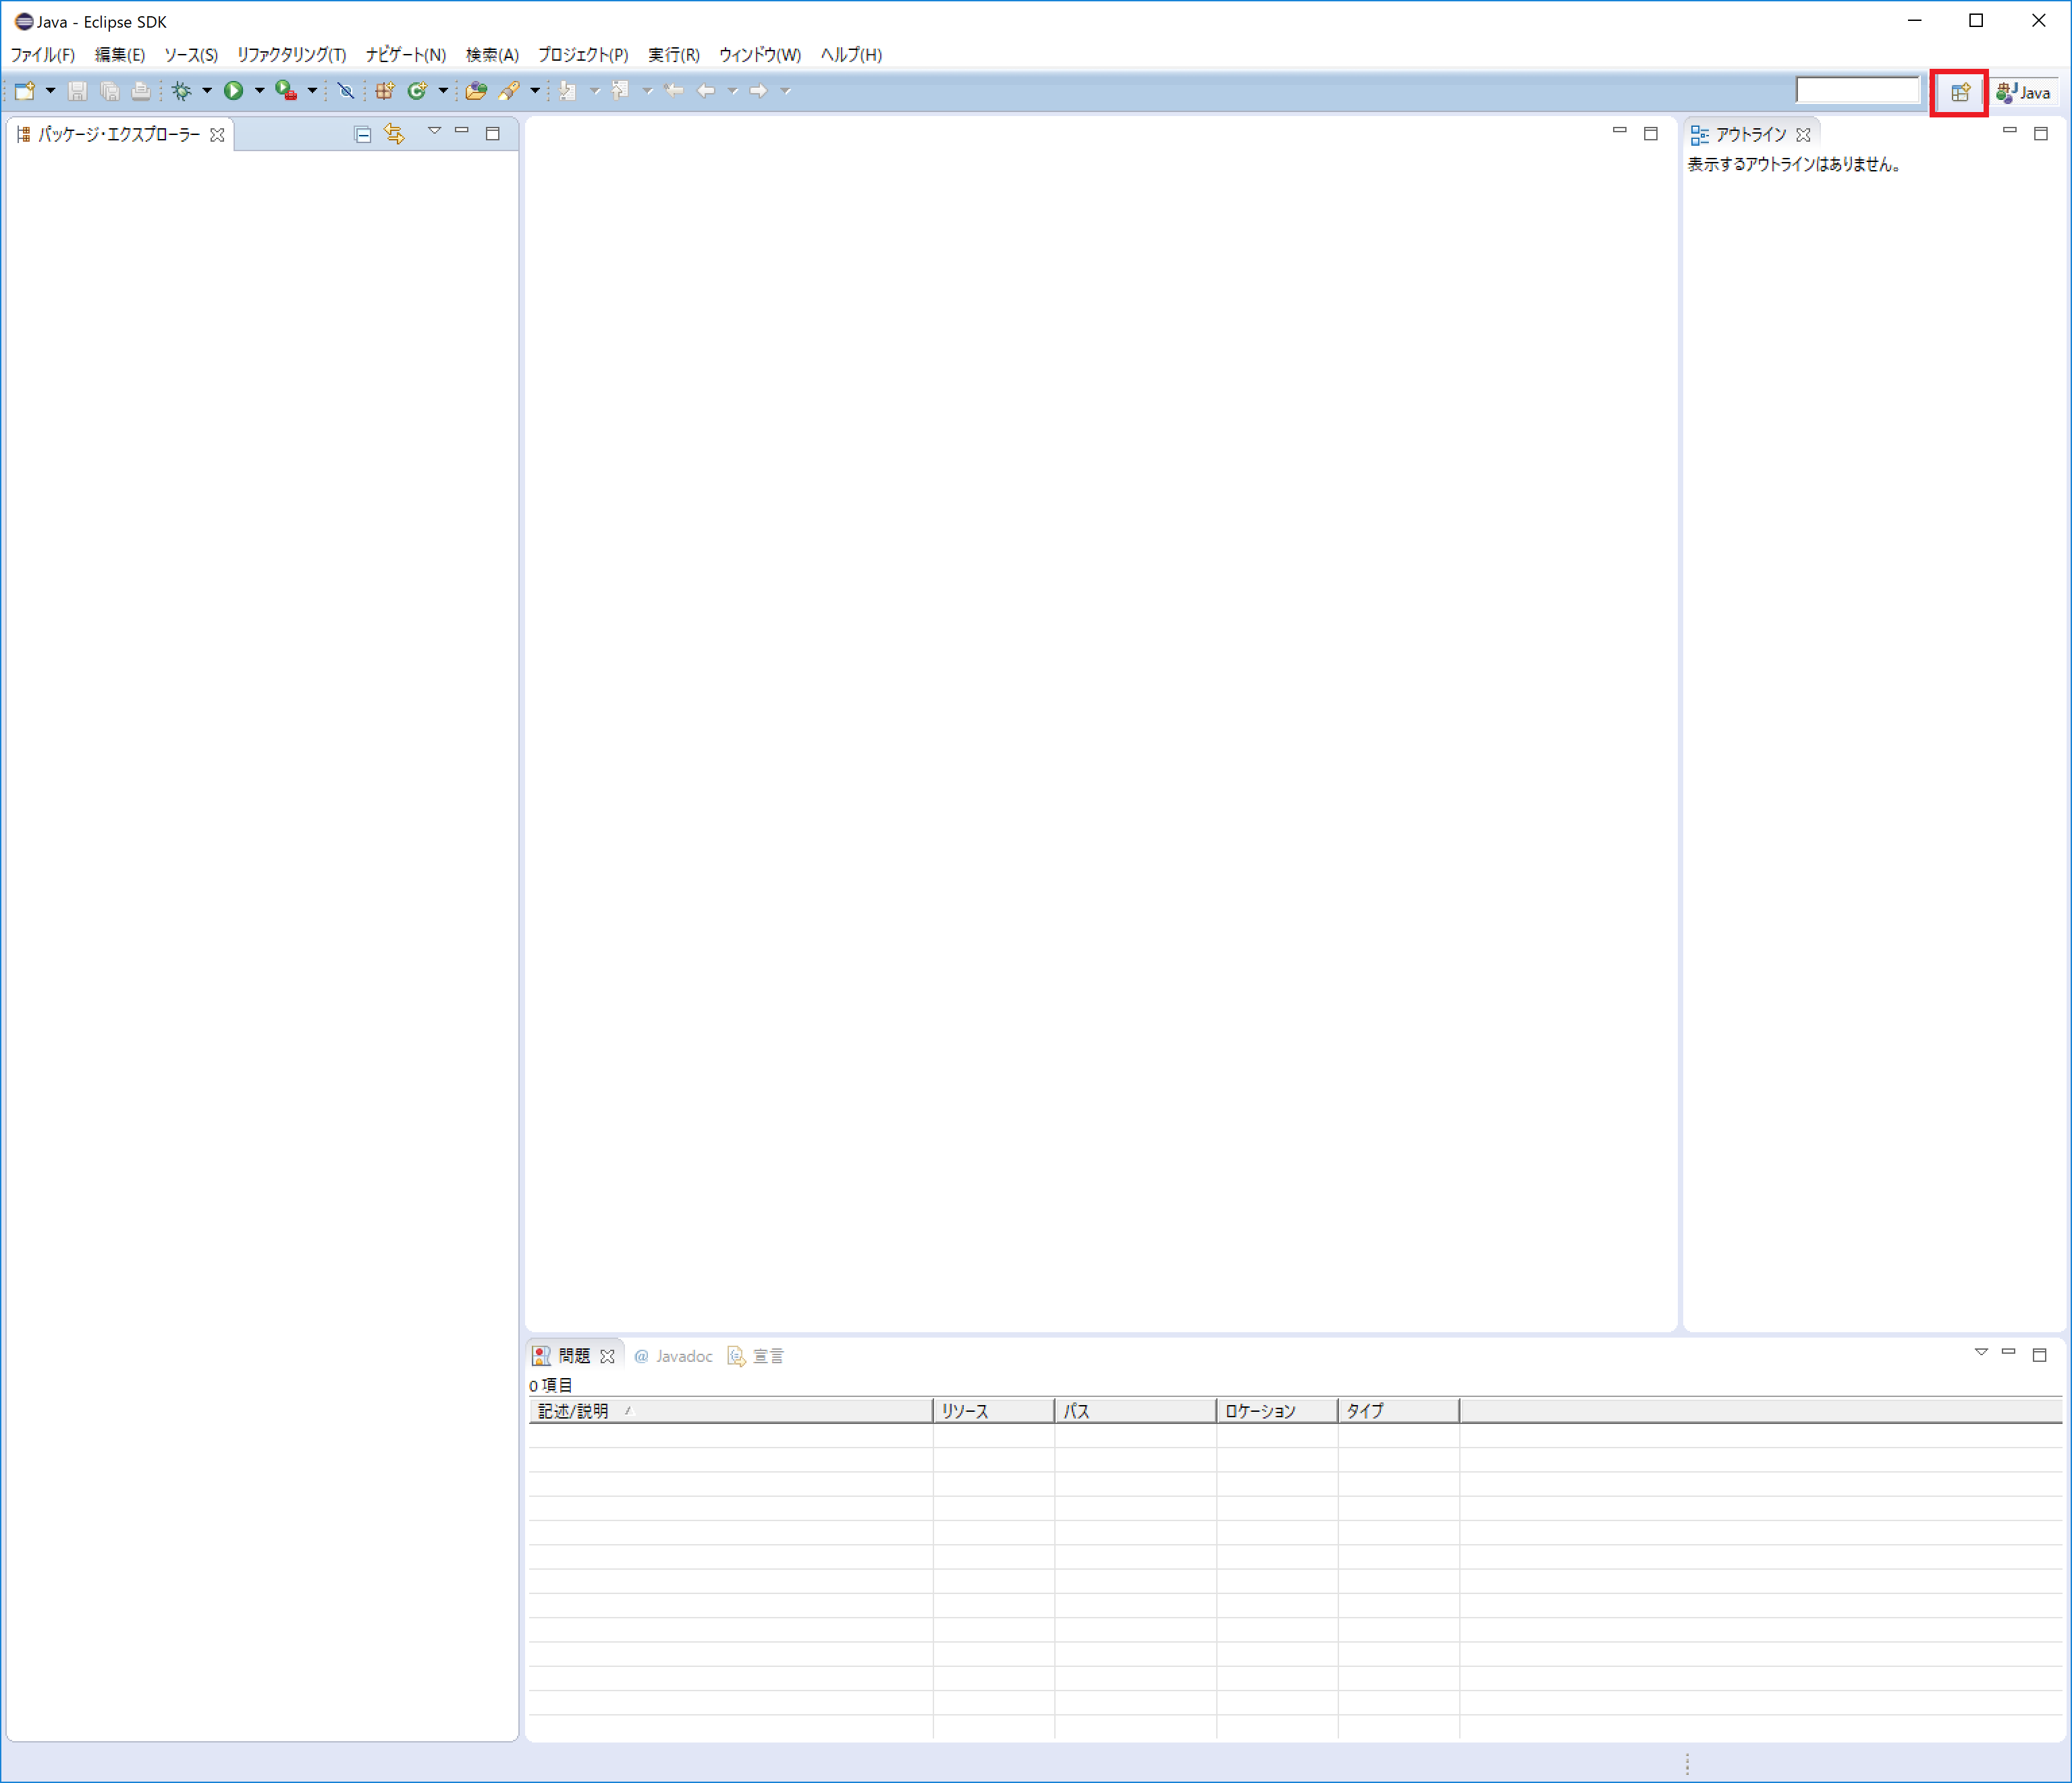 Java - Eclipse SDK
ファイル(F) 編集(E) ソース(S) リファクタリング(T) ナビゲート(N) 検索(A) プロジェクト(P) 実行(R) ウィンドウ(W) ヘルプ(H)
Java
パッケージ・エクスプローラー
アウトライン
表示するアウトラインはありません。
問題 @ Javadoc 宣言
0 項目
記述/説明 リソース パス ロケーション タイプ